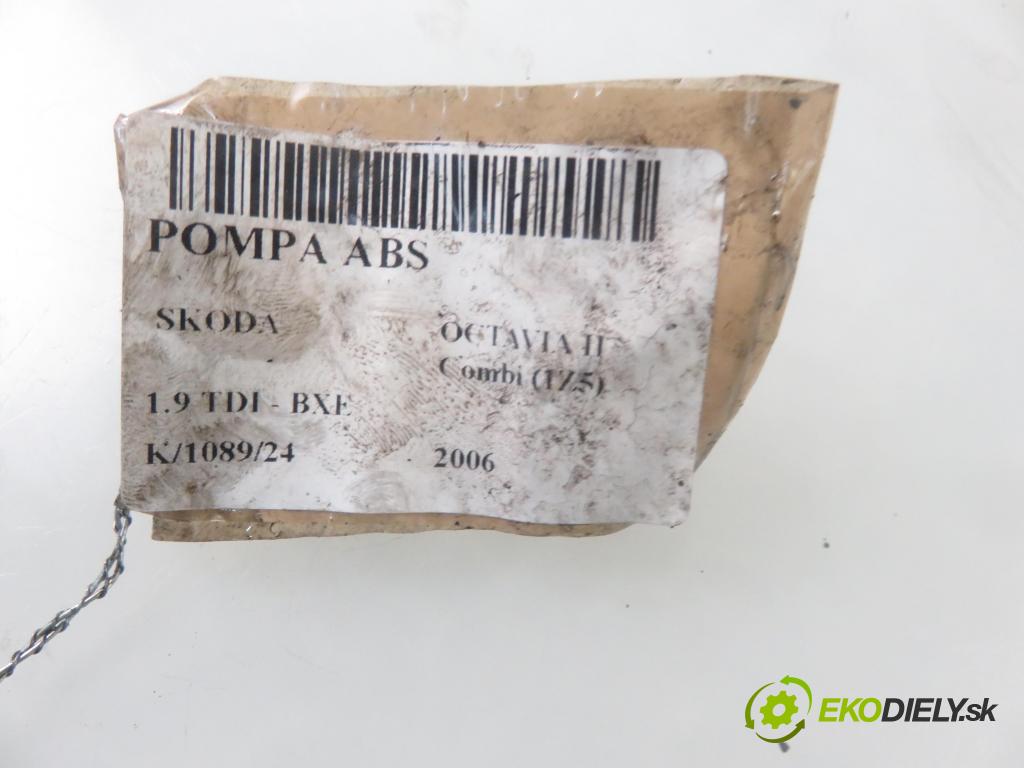 POMPA ABS
SKODA
OCTAVIA II
Combi (1Z5)
1.9 TDI - BXE
K/1089/24
2006
EKODIELY.sk